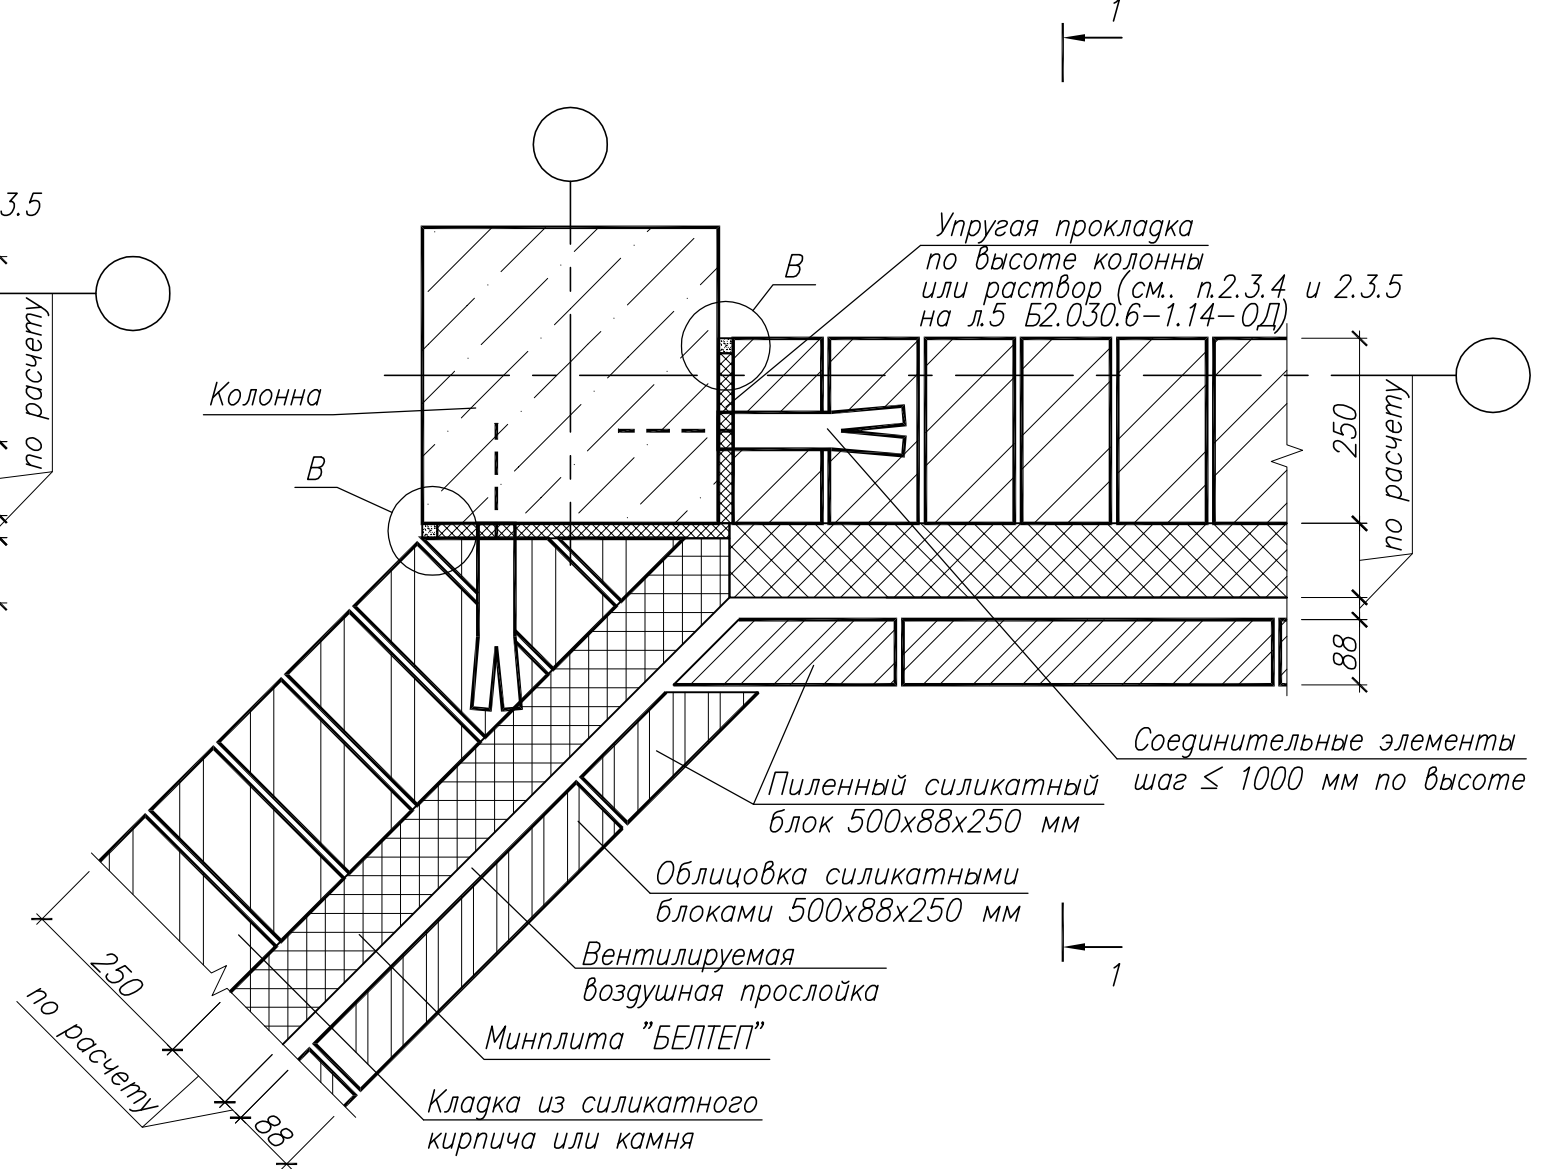 1
3.5
Упругая прокладка
по высоте колонны
или раствор (см.. п.2.3.4 и 2.3.5
на л.5 Б2.030.6-1.14-ОД)
В
по расчету
Колонна
В
250
по расчету
88
Соединительные элементы
шаг ≤ 1000 мм по высоте
Пиленный силикатный
блок 500х88х250 мм
Облицовка силикатными
блоками 500х88х250 мм
Вентилируемая
воздушная прослойка
1
Минплита "БЕЛТЕП"
Кладка из силикатного
кирпича или камня
250
по расчету
88